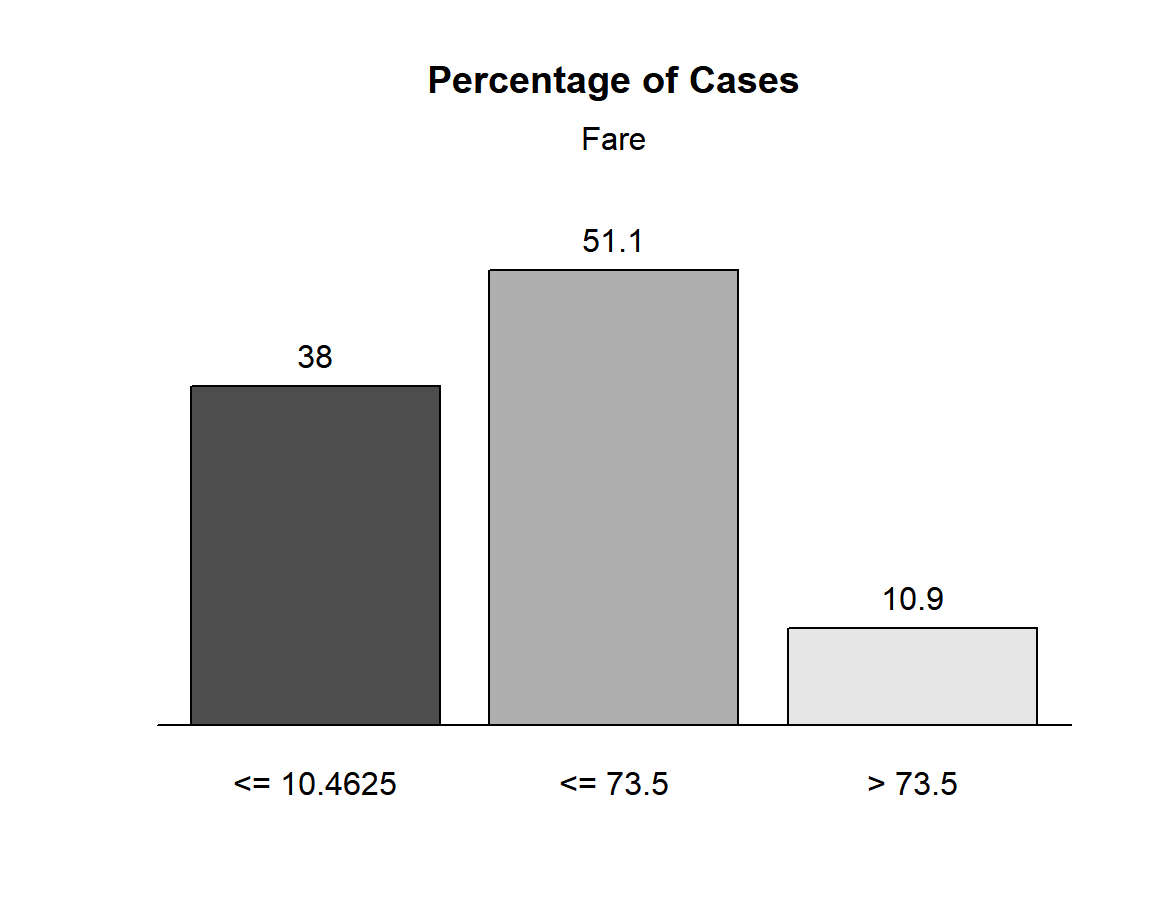 Percentage of Cases
Fare
51.1
38
10.9
<= 10.4625 <= 73.5 > 73.5